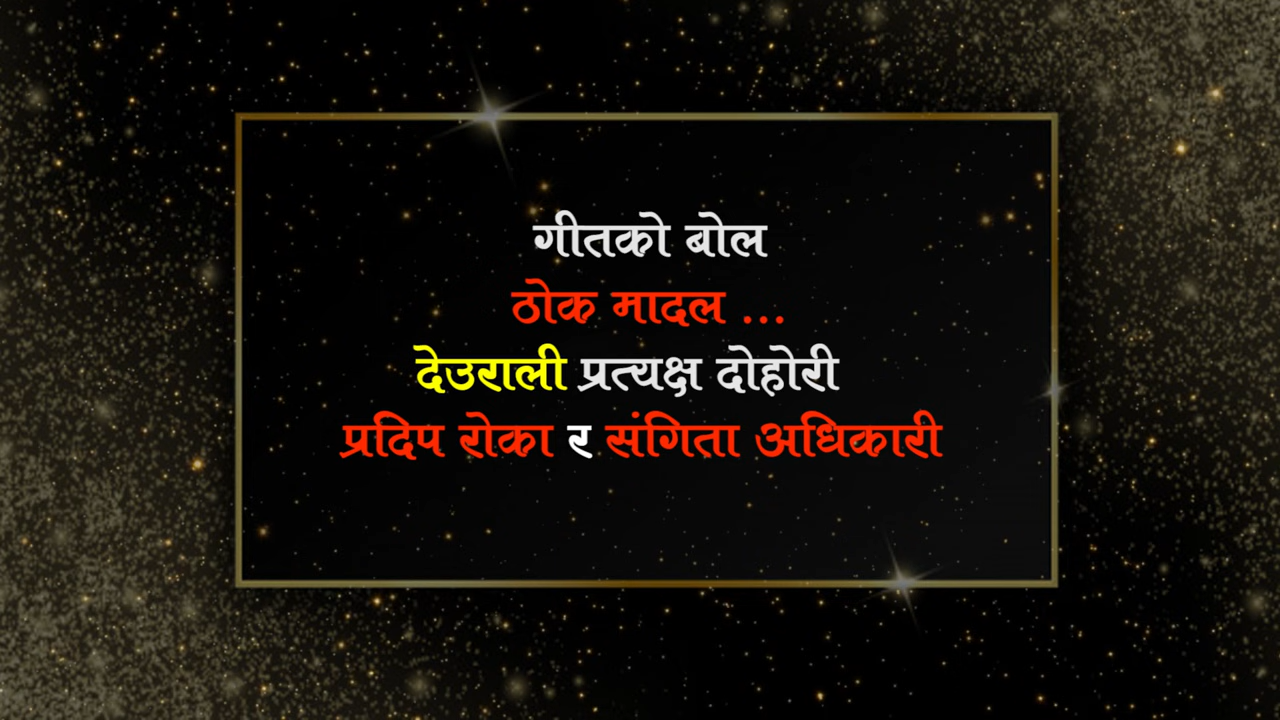 गीतको बोल
ठोक मादल ...
देउराली प्रत्यक्ष दोहोरी
प्रदिप रोका र संगिता अधिकारी